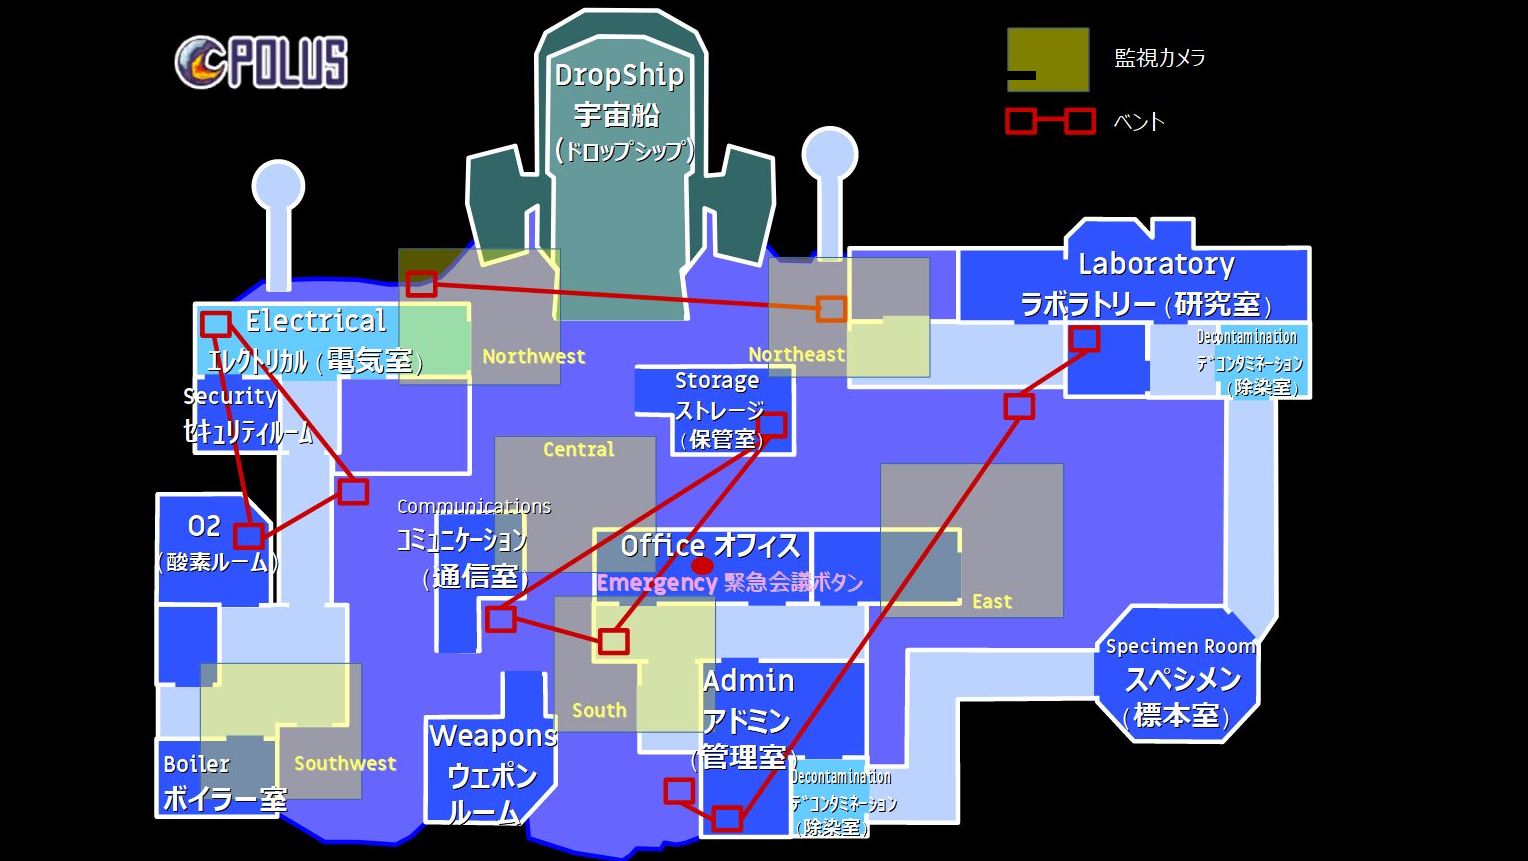 POLUS
監視カメラ
ベント
DropShip
宇宙船
(ドロップシップ)
Laboratory
ラボラトリー(研究室)
Decontamination
ﾃﾞｺﾝﾀﾐﾈｰｼｮﾝ
(除染室)
Electrical
ｴﾚｸﾄﾘｶﾙ(電気室)
Northwest
Northeast
Security
ｾｷｭﾘﾃｨﾙｰﾑ
Storage
ストレージ
(保管室)
Central
Communications
ｺﾐｭﾆｹｰｼｮﾝ
(通信室)
O2
(酸素ルーム)
Office オフィス
Emergency 緊急会議ボタン
East
Specimen Room
スペシメン
(標本室)
South
Admin
アドミン
(管理室)
Weapons
ウェポン
ルーム
Southwest
Boiler
ボイラー室
Decontamination
ﾃﾞｺﾝﾀﾐﾈｰｼｮﾝ
(除染室)